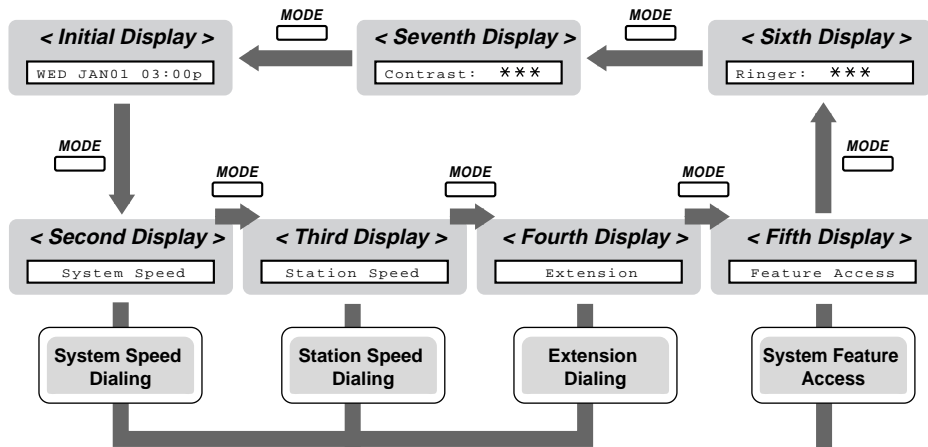 MODE
MODE
< Initial Display >
< Seventh Display >
< Sixth Display >
WED JAN01 03:00p
Contrast: ***
Ringer: ***
MODE
MODE
MODE
MODE
MODE
< Second Display >
< Third Display >
< Fourth Display >
< Fifth Display >
System Speed
Station Speed
Extension
Feature Access
System Speed
Dialing
Station Speed
Dialing
Extension
Dialing
System Feature
Access